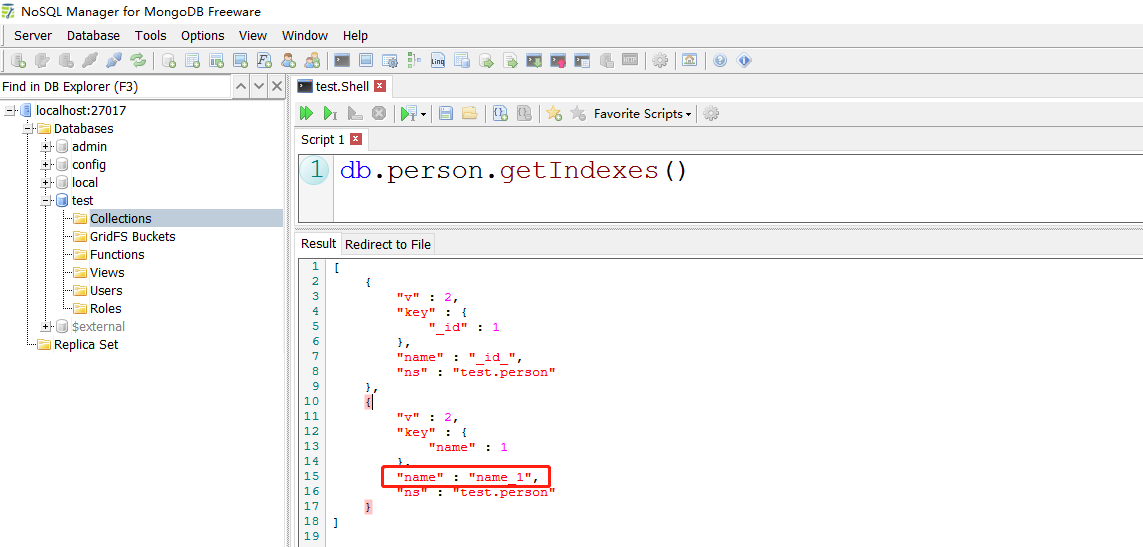 NoSQL Manager for MongoDB Freeware
Server Database Tools Options View Window Help
Find in DB Explorer (F3)
localhost:27017
Databases
admin
config
local
test
Collections
GridFS Buckets
Functions
Views
Users
Roles
$external
Replica Set
test.Shell
Favorite Scripts
Script 1
1 db.person.getIndexes()
Result Redirect to File
1 [
2 {
3 "v" : 2,
4 "key" : {
5 "_id" : 1
6 },
7 "name" : "_id_",
8 "ns" : "test.person"
9 },
10 {
11 "v" : 2,
12 "key" : {
13 "name" : 1
14 },
15 "name" : "name_1",
16 "ns" : "test.person"
17 }
18 ]
19